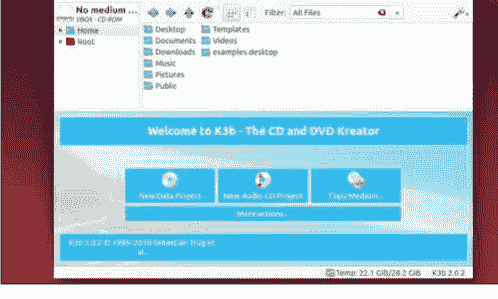 No medium ...
VBOX - CD-ROM
Filter: All Files
Home
Root
Desktop
Documents
Downloads
Music
Pictures
Public
Templates
Videos
examples.desktop
Welcome to K3b - The CD and DVD Kreator
New Data Project
New Audio CD Project
Copy Medium...
More actions...
K3b 2.0.2 © 1999–2010 Sebastian Trüg et
al.
Temp: 22.1 GiB/28.2 GiB
K3b 2.0.2